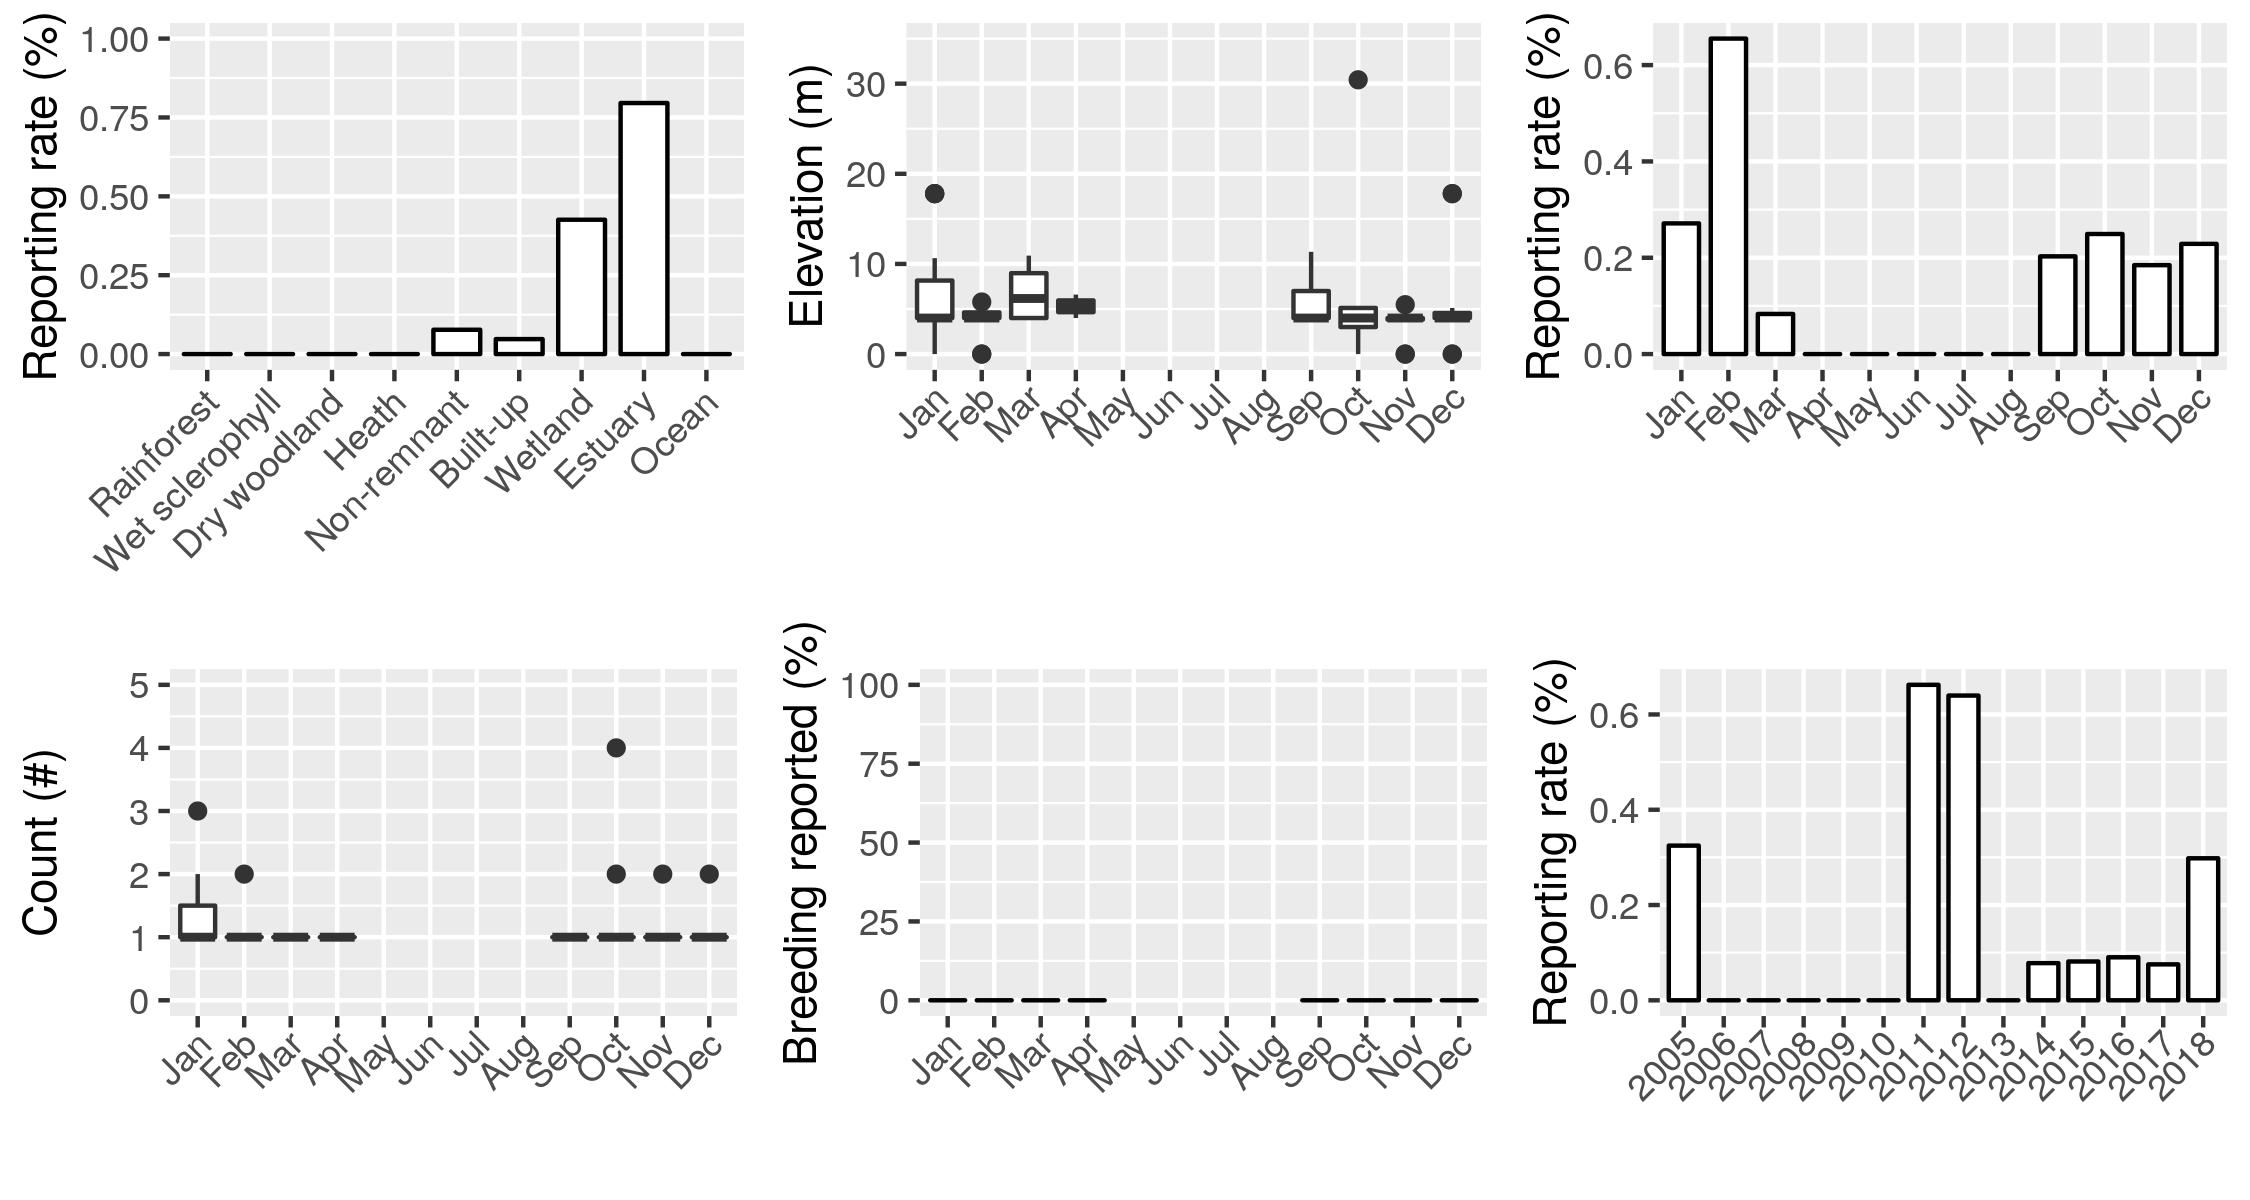 Reporting rate (%)
1.00
0.75
0.50
0.25
0.00
Rainforest
Wet sclerophyll
Dry woodland
Heath
Non-remnant
Built-up
Wetland
Estuary
Ocean
Elevation (m)
30
20
10
0
Jan
Feb
Mar
Apr
May
Jun
Jul
Aug
Sep
Oct
Nov
Dec
Reporting rate (%)
0.6
0.4
0.2
0.0
Jan
Feb
Mar
Apr
May
Jun
Jul
Aug
Sep
Oct
Nov
Dec
Count (#)
5
4
3
2
1
0
Jan
Feb
Mar
Apr
May
Jun
Jul
Aug
Sep
Oct
Nov
Dec
Breeding reported (%)
100
75
50
25
0
Jan
Feb
Mar
Apr
May
Jun
Jul
Aug
Sep
Oct
Nov
Dec
Reporting rate (%)
0.6
0.4
0.2
0.0
2005
2006
2007
2008
2009
2010
2011
2012
2013
2014
2015
2016
2017
2018